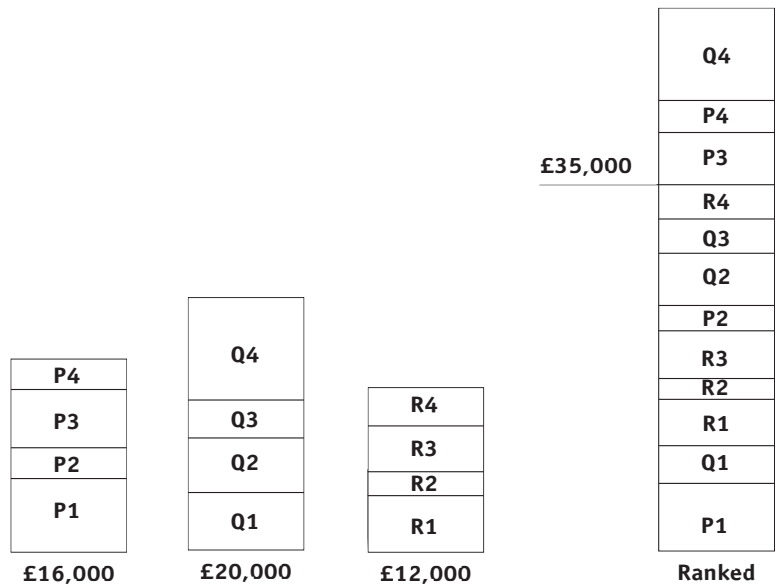 P4
P3
P2
P1
£16,000
Q4
Q3
Q2
Q1
£20,000
R4
R3
R2
R1
£12,000
£35,000
Q4
P4
P3
R4
Q3
Q2
P2
R3
R2
R1
Q1
P1
Ranked